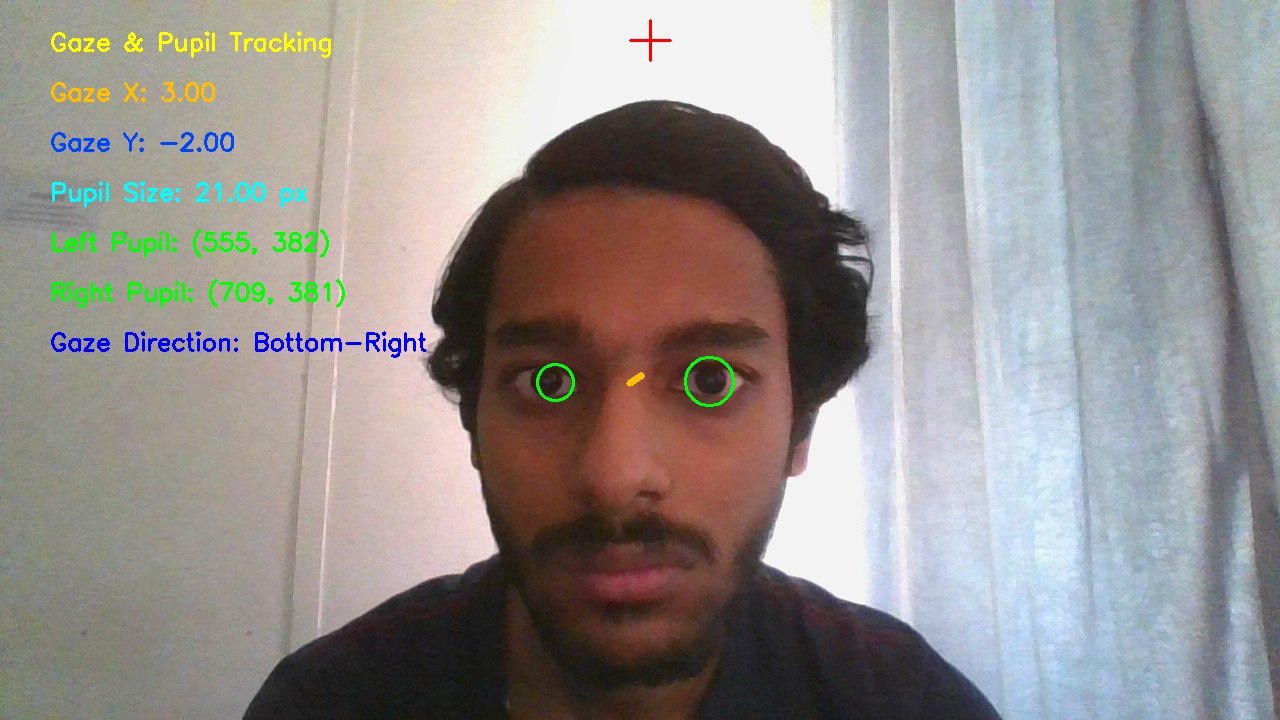 Gaze & Pupil Tracking
Gaze X: 3.00
Gaze Y: -2.00
Pupil Size: 21.00 px
Left Pupil: (555, 382)
Right Pupil: (709, 381)
Gaze Direction: Bottom-Right